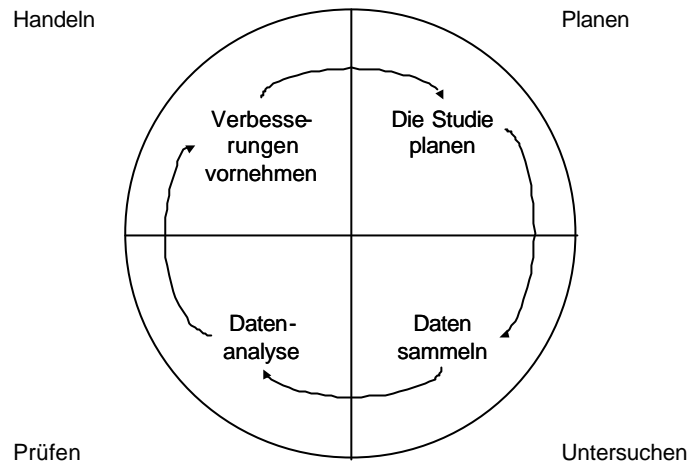 Handeln
Planen
Verbesse-
rungen
vornehmen
Die Studie
planen
Daten-
analyse
Daten
sammeln
Prüfen
Untersuchen